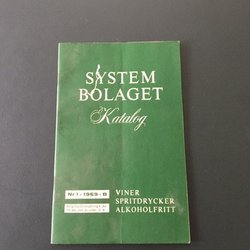 SYSTEM
BOLAGET
Katalog
Nr 1 - 1969 - B
VINER
SPRITDRYCKER
ALKOHOLFRITT